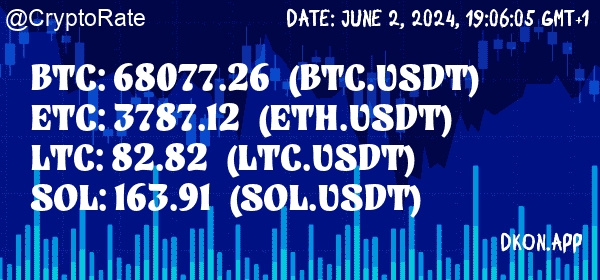 @CryptoRate
DATE: JUNE 2, 2024, 19:06:05 GMT+1
BTC: 68077.26 (BTC.USDT)
ETC: 3787.12 (ETH.USDT)
LTC: 82.82 (LTC.USDT)
SOL: 163.91 (SOL.USDT)
DKON.APP